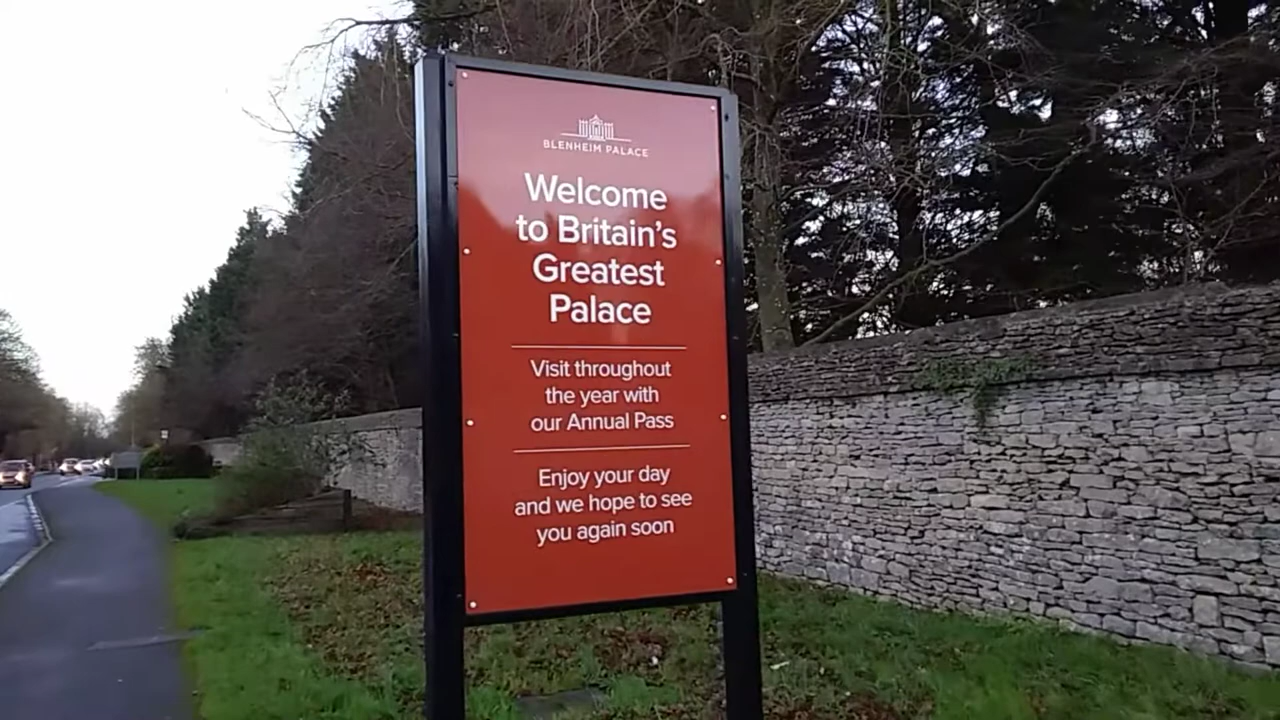 BLENHEIM PALACE
Welcome
to Britain's
Greatest
Palace
Visit throughout
the year with
our Annual Pass
Enjoy your day
and we hope to see
you again soon